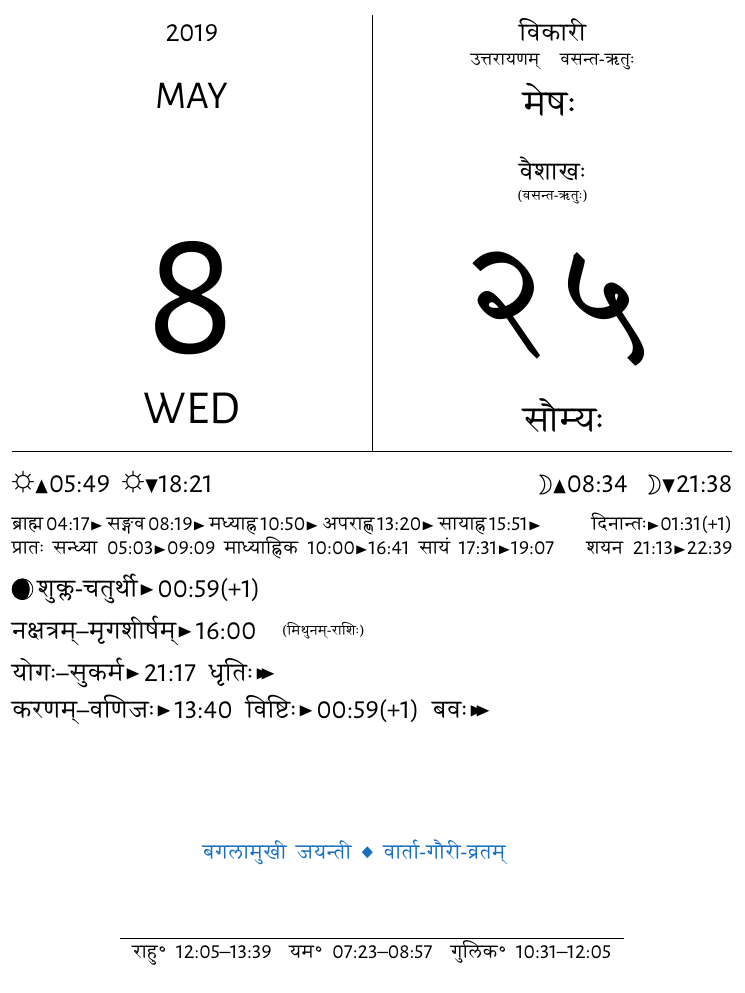 2019
MAY
8
WED
विकारी
उत्तरायणम् वसन्त-ऋतुः
मेषः
वैशाखः
(वसन्त-ऋतुः)
२५
सौम्यः
☼▲05:49 ☼▼18:21 ☽▲08:34 ☽▼21:38
ब्राह्म 04:17► सङ्गव 08:19► मध्याह्न 10:50► अपराह्ण 13:20► सायाह्न 15:51► दिनान्तः►01:31(+1)
प्रातः सन्ध्या 05:03►09:09 माध्याह्निक 10:00►16:41 सायं 17:31►19:07 शयन 21:13►22:39
शुक्ल-चतुर्थी►00:59(+1)
नक्षत्रम्–मृगशीर्षम्►16:00 (मिथुनम्-राशिः)
योगः–सुकर्म►21:17 धृतिः►►
करणम्–वणिजः►13:40 विष्टिः►00:59(+1) बवः►►
बगलामुखी जयन्ती ◆ वार्ता-गौरी-व्रतम्
राहु° 12:05–13:39 यम° 07:23–08:57 गुलिक° 10:31–12:05